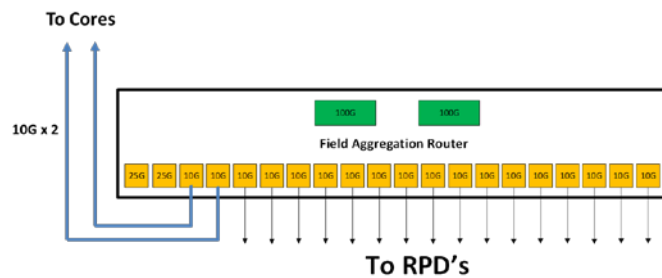 To Cores
10G x 2
100G 100G
Field Aggregation Router
25G 25G 10G 10G 10G 10G 10G 10G 10G 10G 10G 10G 10G 10G 10G 10G 10G 10G 10G 10G
To RPD's